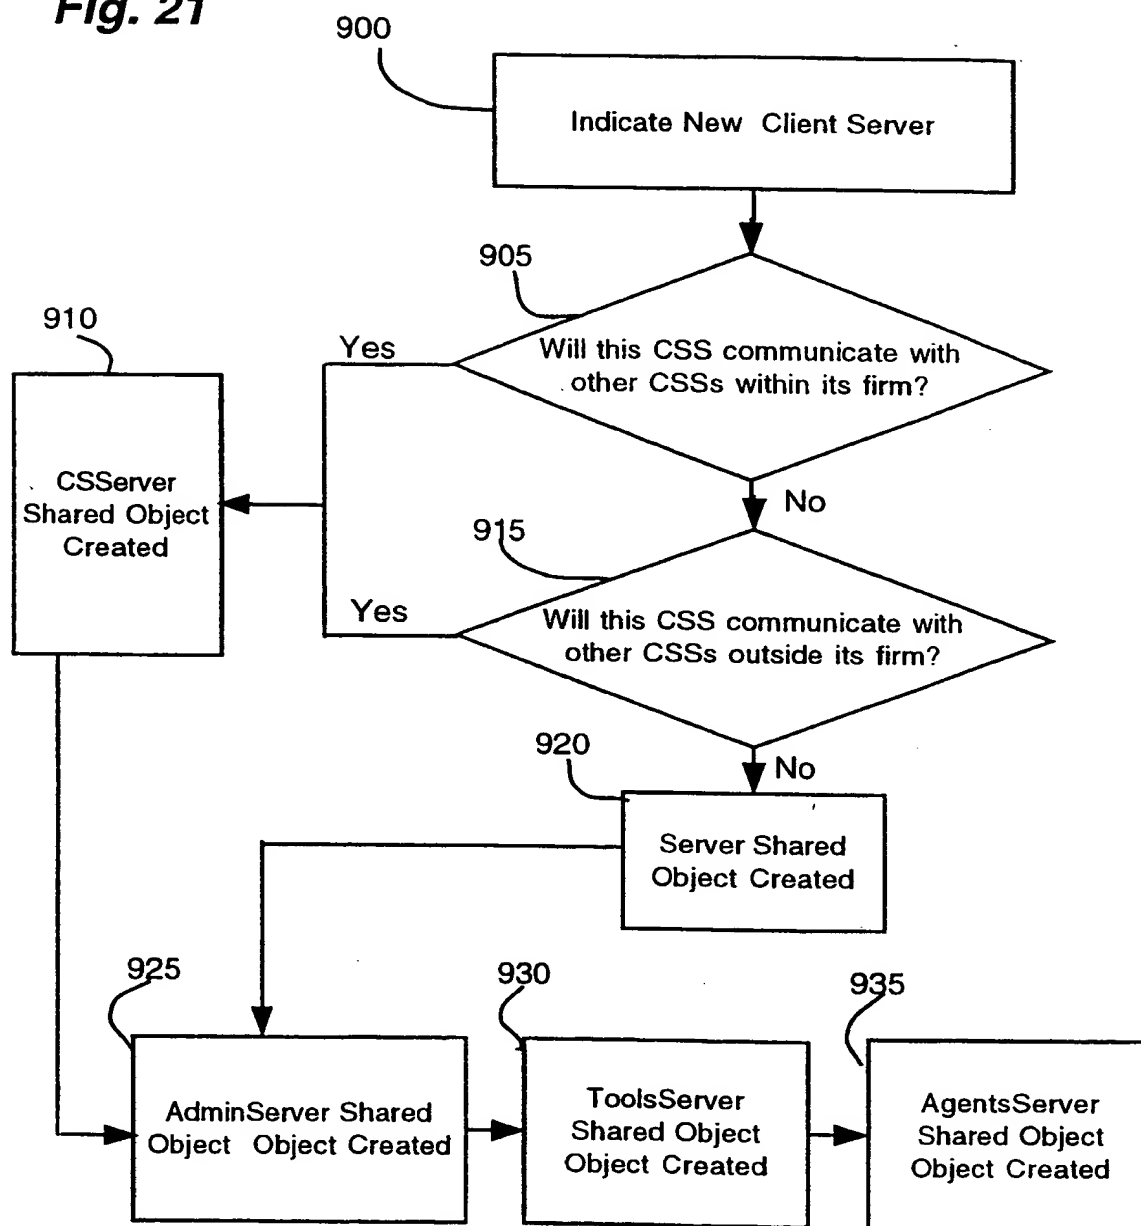 Fig. 21
900
Indicate New Client Server
905
Will this CSS communicate with
other CSSs within its firm?
Yes
910
CSServer
Shared Object
Created
No
915
Will this CSS communicate with
other CSSs outside its firm?
Yes
920
No
Server Shared
Object Created
925
AdminServer Shared
Object Object Created
930
ToolsServer
Shared Object
Object Created
935
AgentsServer
Shared Object
Object Created